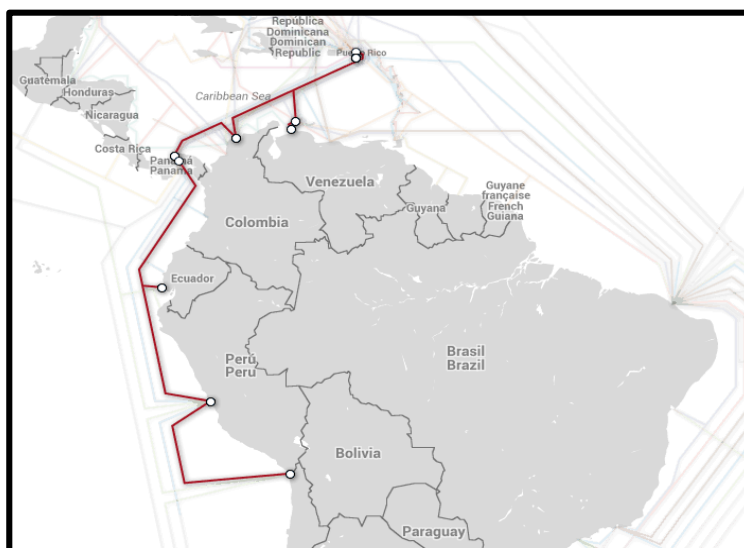 República
Dominicana
Dominican
Republic
Puerto Rico
Guatemala
Honduras
Caribbean Sea
Nicaragua
Costa Rica
Panamá
Panama
Venezuela
Guyana
Guyane
française
French
Guiana
Colombia
Ecuador
Perú
Peru
Brasil
Brazil
Bolivia
Paraguay